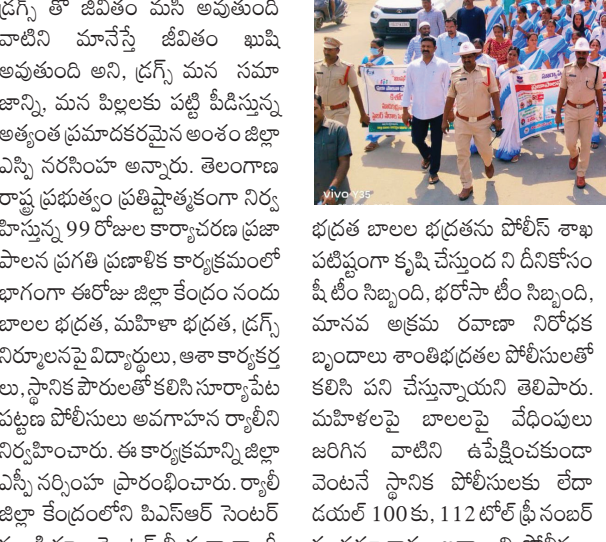 డ్రగ్స్ తో జీవితం మసి అవుతుంది
వాటిని మానేస్తే జీవితం ఖుషి
అవుతుంది అని, డ్రగ్స్ మన సమా
జాన్ని, మన పిల్లలకు పట్టి పీడిస్తున్న
అత్యంత ప్రమాదకరమైన అంశం జిల్లా
ఎస్పి నరసింహ అన్నారు. తెలంగాణ
రాష్ట్ర ప్రభుత్వం ప్రతిష్టాత్మకంగా నిర్వ
హిస్తున్న 99 రోజుల కార్యాచరణ ప్రజా
పాలన ప్రగతి ప్రణాళిక కార్యక్రమంలో
భాగంగా ఈరోజు జిల్లా కేంద్రం నందు
బాలల భద్రత, మహిళా భద్రత, డ్రగ్స్
నిర్మూలనపై విద్యార్థులు, ఆశా కార్యకర్త
లు, స్థానిక పౌరులతో కలిసి సూర్యాపేట
పట్టణ పోలీసులు అవగాహన ర్యాలీని
నిర్వహించారు. ఈ కార్యక్రమాన్ని జిల్లా
ఎస్పీ నర్సింహ ప్రారంభించారు. ర్యాలీ
జిల్లా కేంద్రంలోని పిఎస్ఆర్ సెంటర్
vivo Y35
భద్రత బాలల భద్రతను పోలీస్ శాఖ
పటిష్టంగా కృషి చేస్తుంద ని దీనికోసం
షీ టీం సిబ్బంది, భరోసా టీం సిబ్బంది,
మానవ అక్రమ రవాణా నిరోధక
బృందాలు శాంతిభద్రతల పోలీసులతో
కలిసి పని చేస్తున్నాయని తెలిపారు.
మహిళలపై బాలలపై వేధింపులు
జరిగిన వాటిని ఉపేక్షించకుండా
వెంటనే స్థానిక పోలీసులకు లేదా
డయల్ 100 కు, 112 టోల్ ఫ్రీ నంబర్